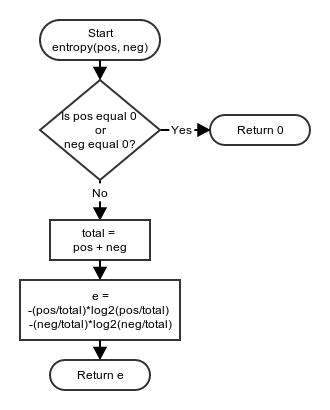 Start
entropy(pos, neg)
Is pos equal 0
or
neg equal 0?
Yes
Return 0
No
total =
pos + neg
e =
-(pos/total)*log2(pos/total)
-(neg/total)*log2(neg/total)
Return e